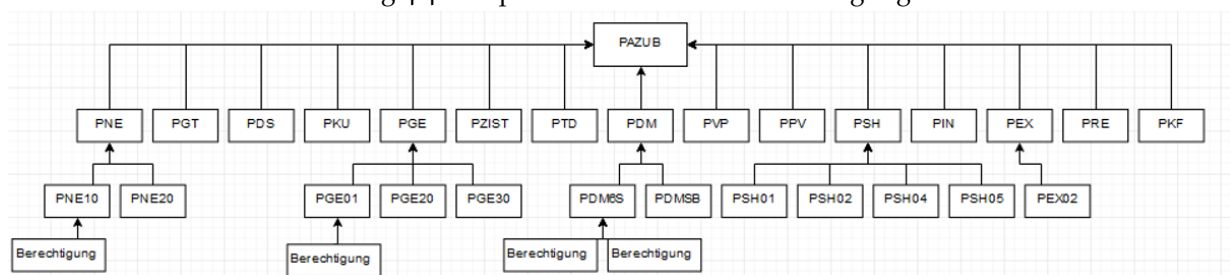 PAZUB
PNE PGT PDS PKU PGE PZIST PTD PDM PVP PPV PSH PIN PEX PRE PKF
PNE10 PNE20 PGE01 PGE20 PGE30 PDM6S PDMSB PSH01 PSH02 PSH04 PSH05 PEX02
Berechtigung Berechtigung Berechtigung Berechtigung